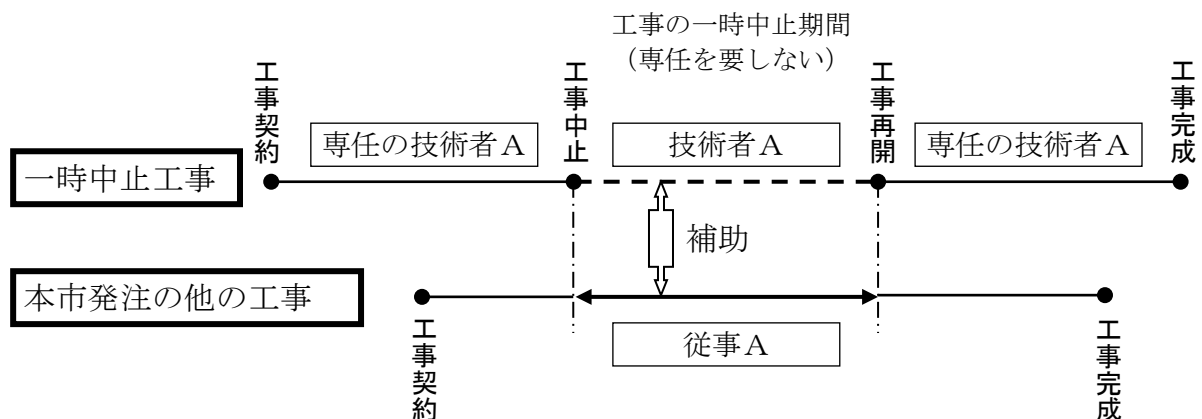 工事の一時中止期間
(専任を要しない)
工事契約
工事中止
工事再開
工事完成
専任の技術者A
技術者A
専任の技術者A
一時中止工事
補助
本市発注の他の工事
従事A
工事契約
工事完成